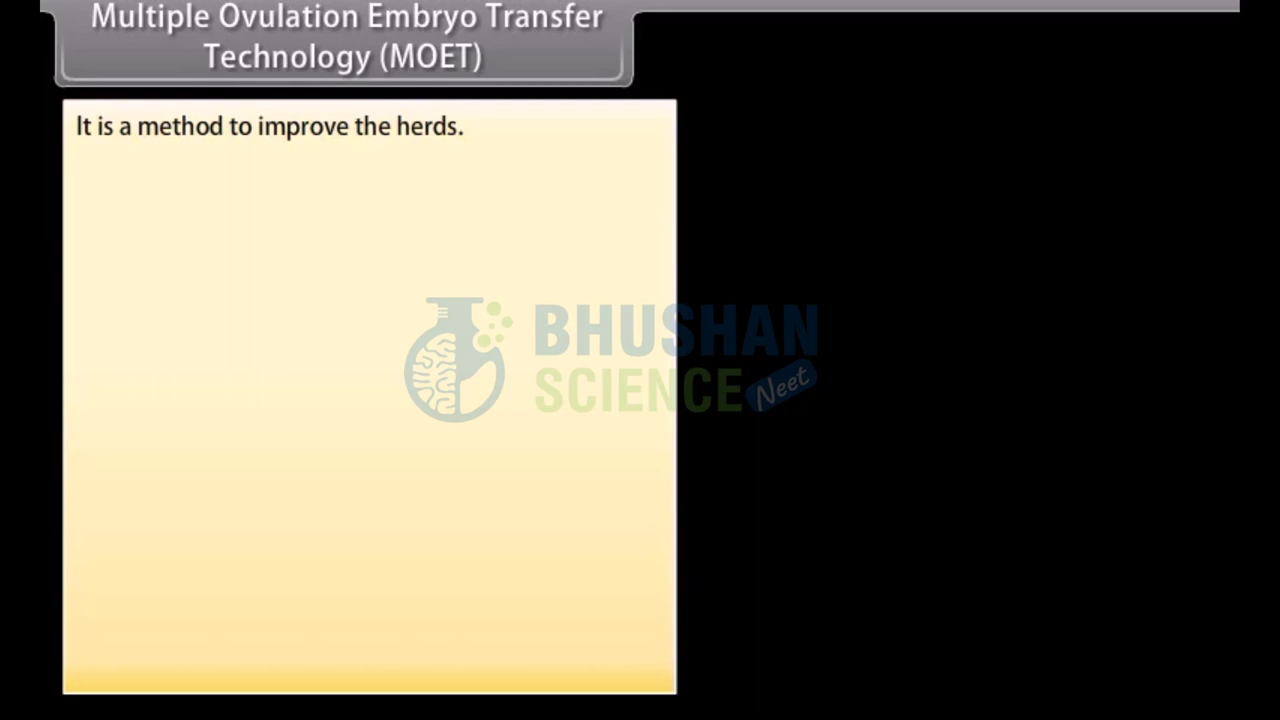 Multiple Ovulation Embryo Transfer
Technology (MOET)
It is a method to improve the herds.
BHUSHAN
SCIENCE Neet